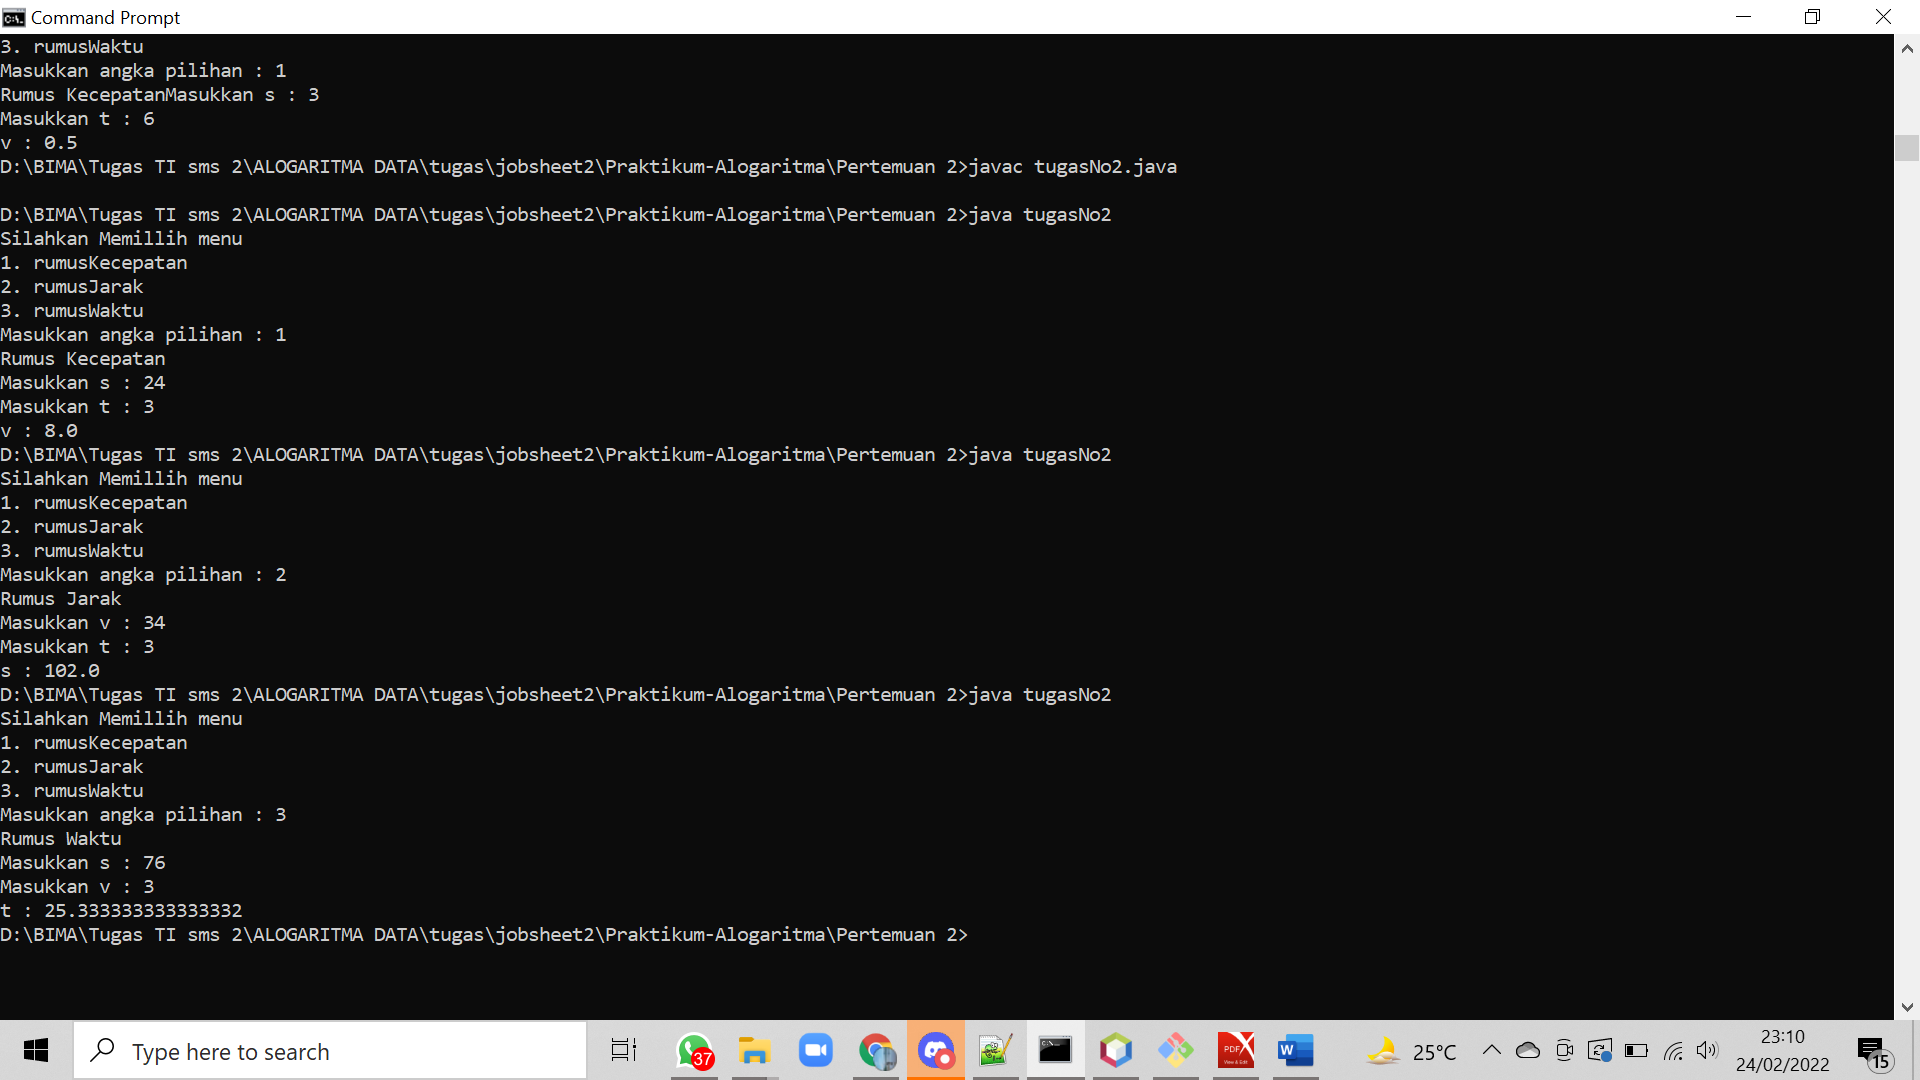 Command Prompt
3. rumusWaktu
Masukkan angka pilihan : 1
Rumus KecepatanMasukkan s : 3
Masukkan t : 6
v : 0.5
D:\BIMA\Tugas TI sms 2\ALOGARITMA DATA\tugas\jobsheet2\Praktikum-Alogaritma\Pertemuan 2>javac tugasNo2.java
D:\BIMA\Tugas TI sms 2\ALOGARITMA DATA\tugas\jobsheet2\Praktikum-Alogaritma\Pertemuan 2>java tugasNo2
Silahkan Memillih menu
1. rumusKecepatan
2. rumusJarak
3. rumusWaktu
Masukkan angka pilihan : 1
Rumus Kecepatan
Masukkan s : 24
Masukkan t : 3
v : 8.0
D:\BIMA\Tugas TI sms 2\ALOGARITMA DATA\tugas\jobsheet2\Praktikum-Alogaritma\Pertemuan 2>java tugasNo2
Silahkan Memillih menu
1. rumusKecepatan
2. rumusJarak
3. rumusWaktu
Masukkan angka pilihan : 2
Rumus Jarak
Masukkan v : 34
Masukkan t : 3
s : 102.0
D:\BIMA\Tugas TI sms 2\ALOGARITMA DATA\tugas\jobsheet2\Praktikum-Alogaritma\Pertemuan 2>java tugasNo2
Silahkan Memillih menu
1. rumusKecepatan
2. rumusJarak
3. rumusWaktu
Masukkan angka pilihan : 3
Rumus Waktu
Masukkan s : 76
Masukkan v : 3
t : 25.333333333333332
D:\BIMA\Tugas TI sms 2\ALOGARITMA DATA\tugas\jobsheet2\Praktikum-Alogaritma\Pertemuan 2>
Type here to search
37
PDF
W
25°C
23:10
24/02/2022
15